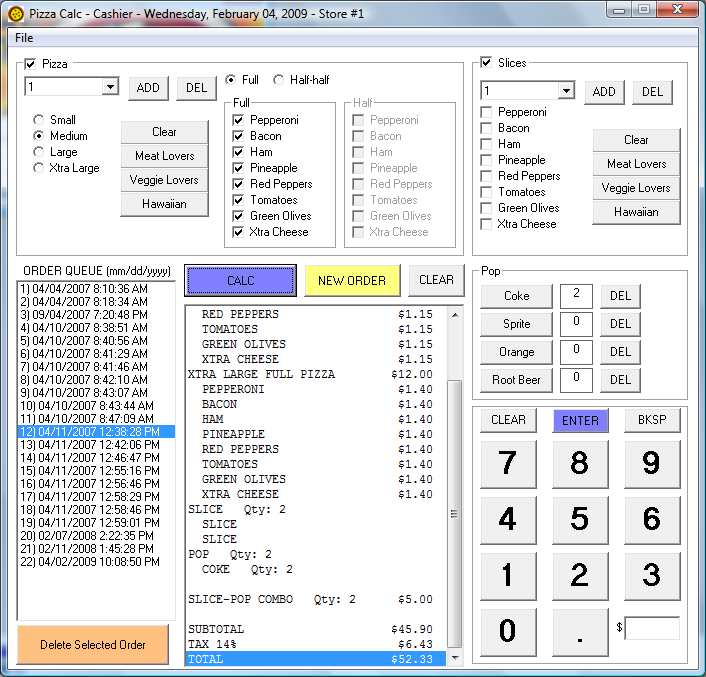 Pizza Calc - Cashier - Wednesday, February 04, 2009 - Store #1
File
Pizza
1
ADD
DEL
Full
Half-half
Small
Medium
Large
Xtra Large
Clear
Meat Lovers
Veggie Lovers
Hawaiian
Full
Pepperoni
Bacon
Ham
Pineapple
Red Peppers
Tomatoes
Green Olives
Xtra Cheese
Half
Pepperoni
Bacon
Ham
Pineapple
Red Peppers
Tomatoes
Green Olives
Xtra Cheese
Slices
1
ADD
DEL
Pepperoni
Bacon
Ham
Pineapple
Red Peppers
Tomatoes
Green Olives
Xtra Cheese
Clear
Meat Lovers
Veggie Lovers
Hawaiian
ORDER QUEUE (mm/dd/yyyy)
1) 04/04/2007 8:10:36 AM
2) 04/04/2007 8:18:34 AM
3) 09/04/2007 7:20:48 PM
4) 04/10/2007 8:38:51 AM
5) 04/10/2007 8:40:56 AM
6) 04/10/2007 8:41:29 AM
7) 04/10/2007 8:41:46 AM
8) 04/10/2007 8:42:10 AM
9) 04/10/2007 8:43:07 AM
10) 04/10/2007 8:43:44 AM
11) 04/10/2007 8:47:09 AM
12) 04/11/2007 12:38:28 PM
13) 04/11/2007 12:42:06 PM
14) 04/11/2007 12:46:47 PM
15) 04/11/2007 12:55:16 PM
16) 04/11/2007 12:56:46 PM
17) 04/11/2007 12:58:29 PM
18) 04/11/2007 12:58:46 PM
19) 04/11/2007 12:59:01 PM
20) 02/07/2008 2:22:35 PM
21) 02/11/2008 1:45:28 PM
22) 04/02/2009 10:08:50 PM
Delete Selected Order
CALC
NEW ORDER
CLEAR
RED PEPPERS $1.15
TOMATOES $1.15
GREEN OLIVES $1.15
XTRA CHEESE $1.15
XTRA LARGE FULL PIZZA $12.00
PEPPERONI $1.40
BACON $1.40
HAM $1.40
PINEAPPLE $1.40
RED PEPPERS $1.40
TOMATOES $1.40
GREEN OLIVES $1.40
XTRA CHEESE $1.40
SLICE Qty: 2
SLICE
SLICE
POP Qty: 2
COKE Qty: 2
SLICE-POP COMBO Qty: 2 $5.00
SUBTOTAL $45.90
TAX 14% $6.43
TOTAL $52.33
Pop
Coke 2 DEL
Sprite 0 DEL
Orange 0 DEL
Root Beer 0 DEL
CLEAR ENTER BKSP
7 8 9
4 5 6
1 2 3
0 . $